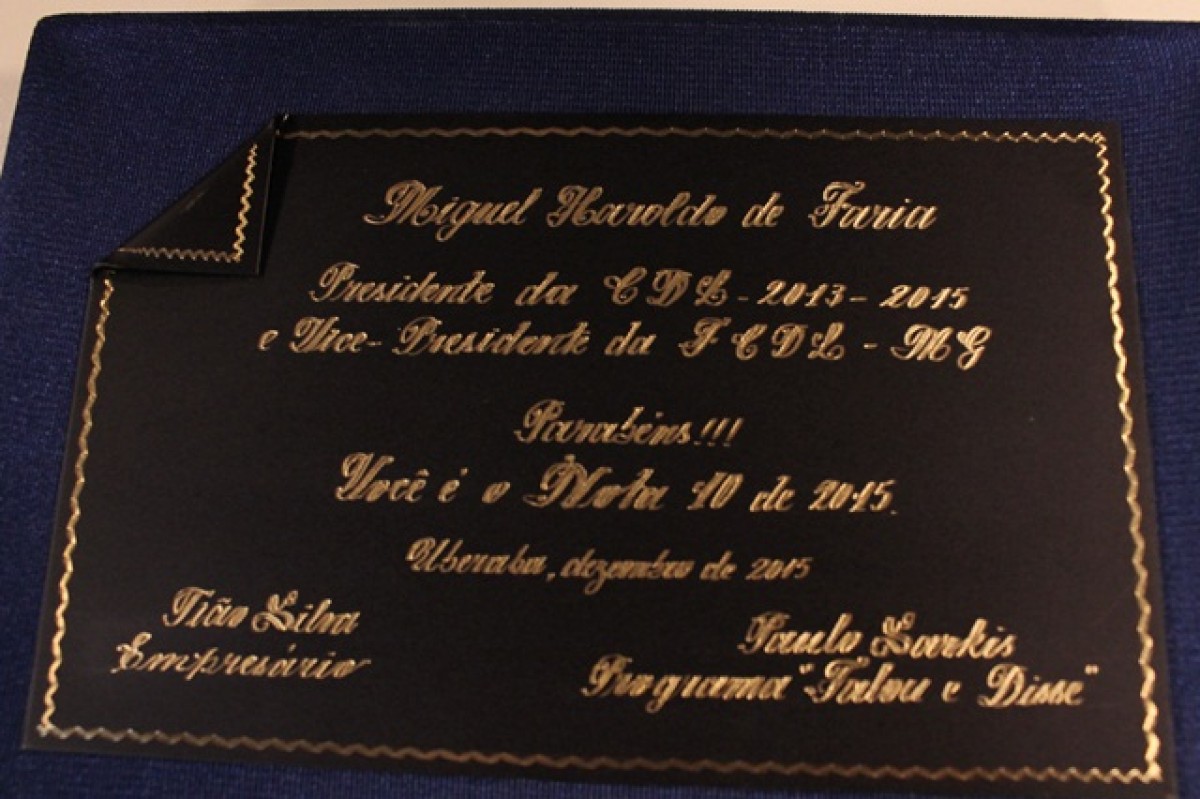 Miguel Haroldo de Faria
Presidente da CDL - 2013 - 2015
e Vice-Presidente da FCDL - MG
Parabéns!!!
Você é o Nota 10 de 2015.
Uberaba, dezembro de 2015
Tião Silva
Empresário
Paulo Sarkis
Programa "Falou e Disse"